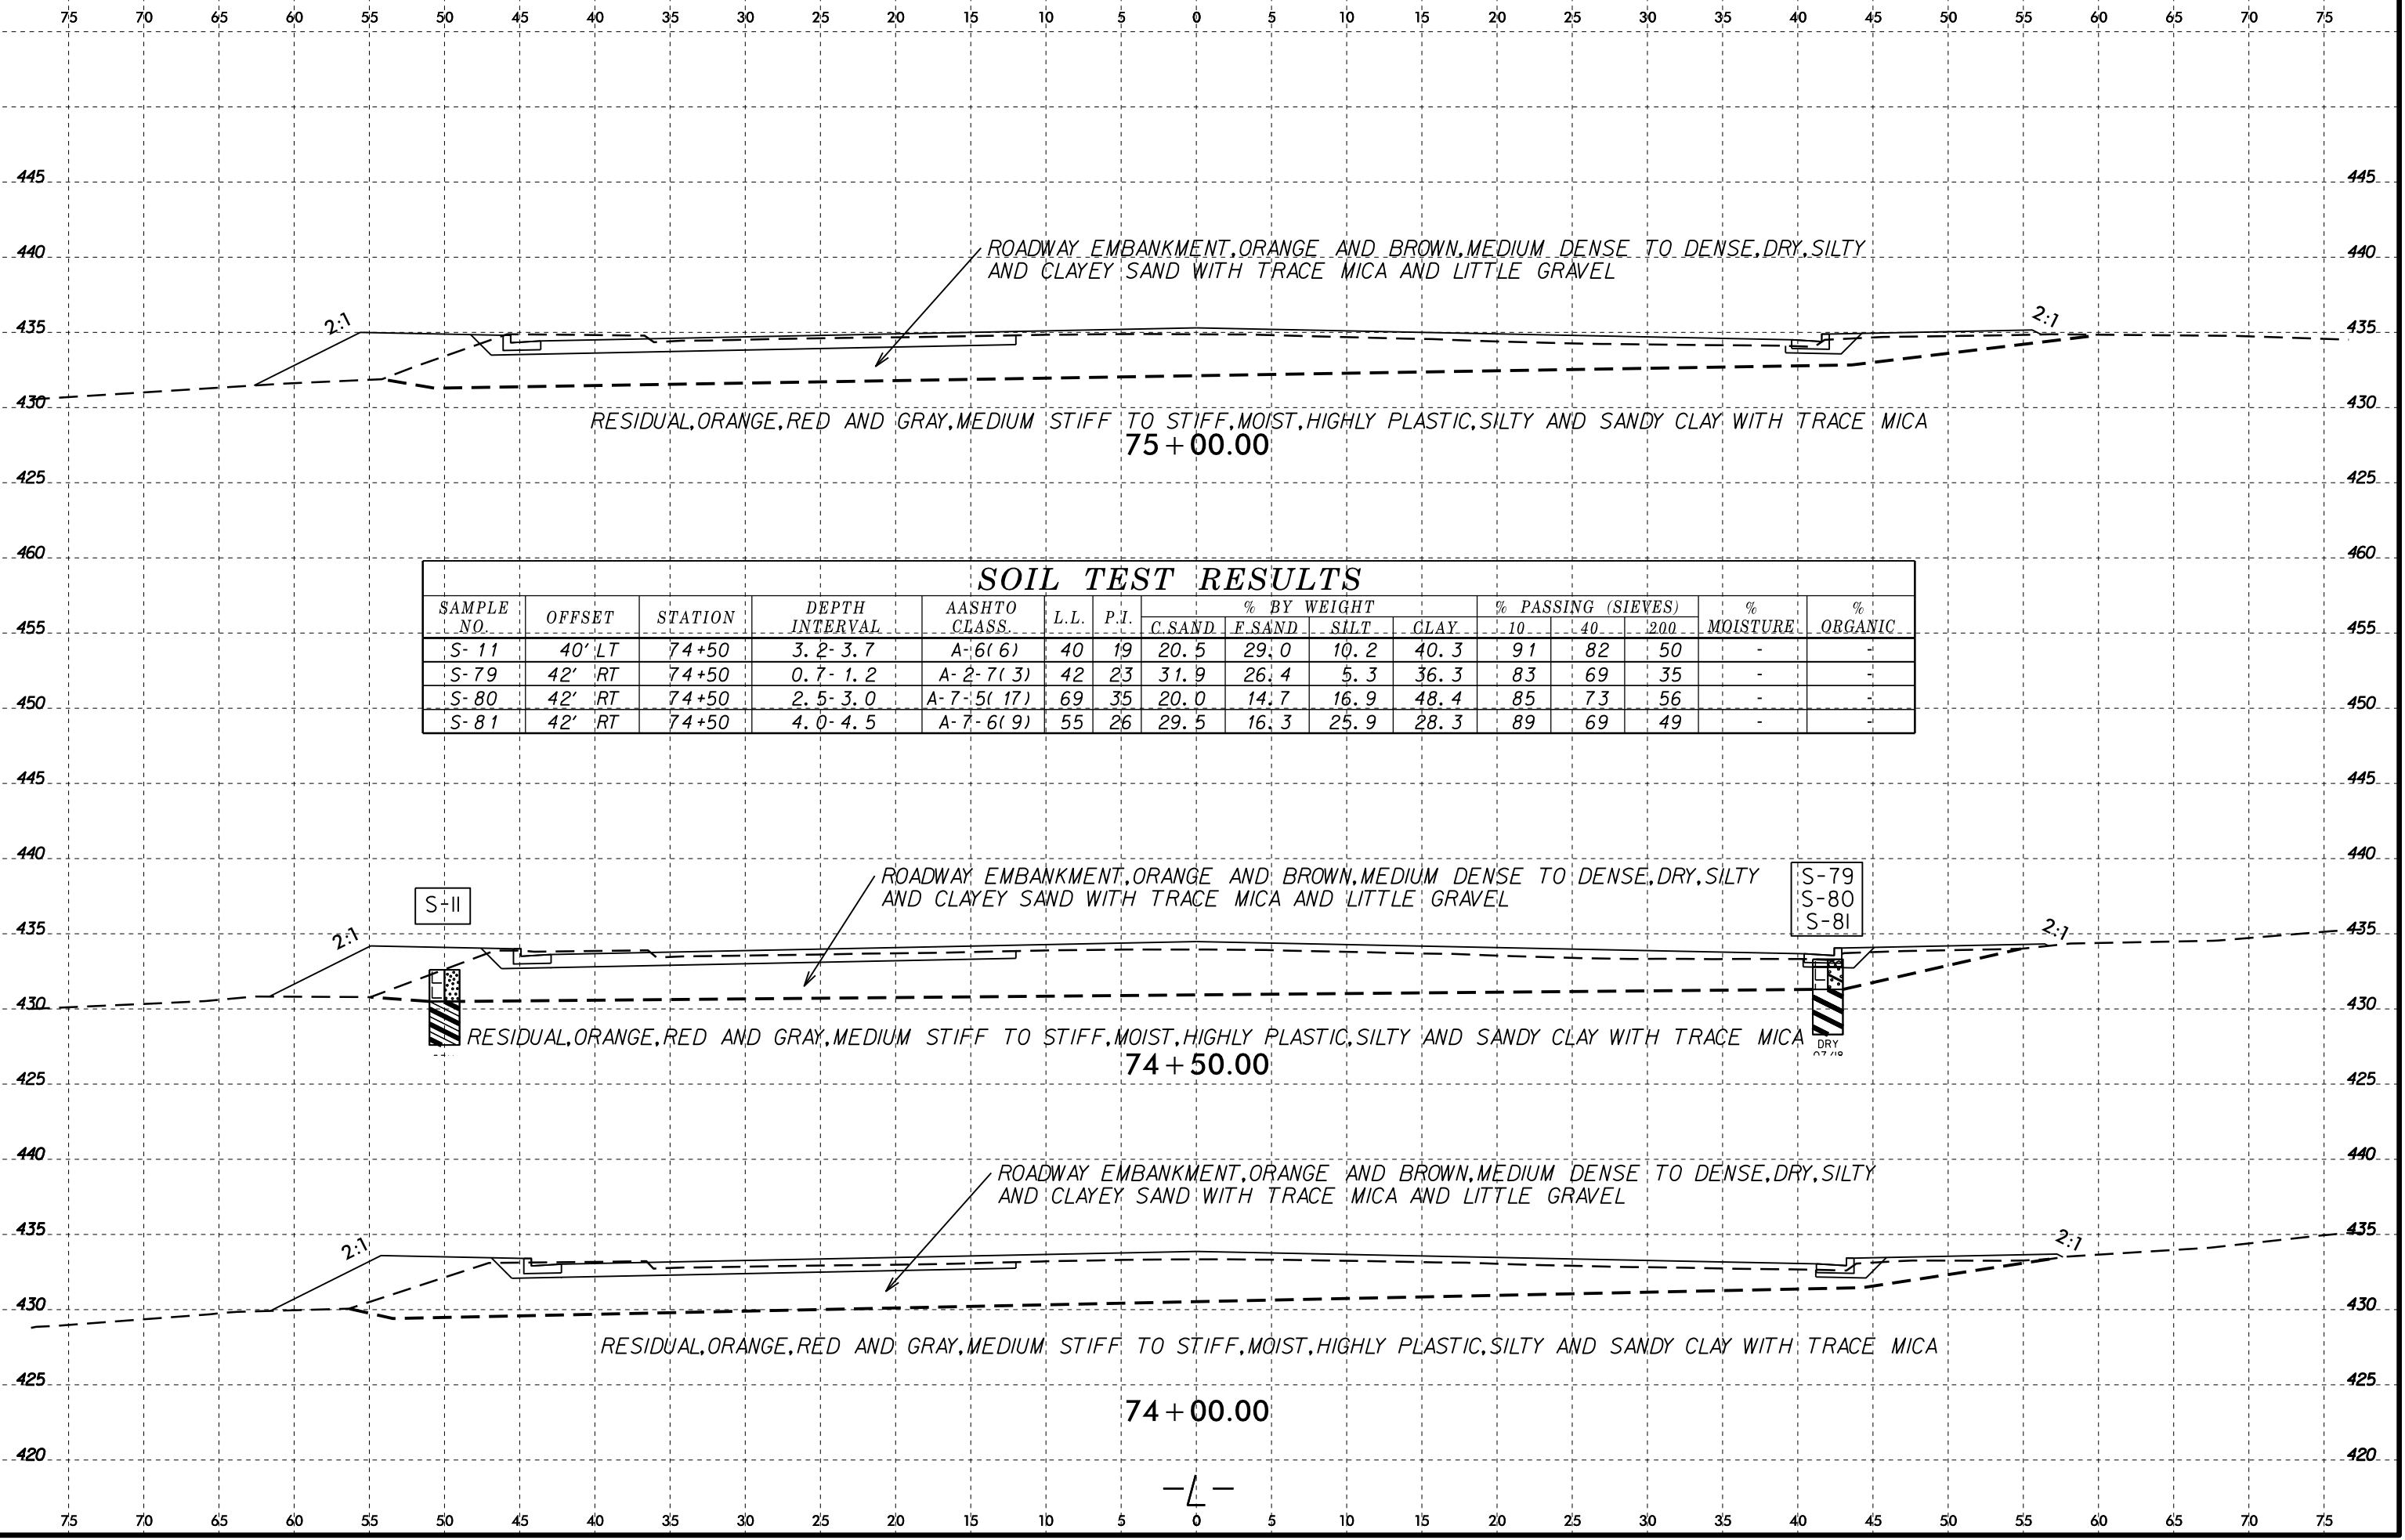 75 70 65 60 55 50 45 40 35 30 25 20 15 10 5 0 5 10 15 20 25 30 35 40 45 50 55 60 65 70 75
445 445
440 440
ROADWAY EMBANKMENT,ORANGE AND BROWN,MEDIUM DENSE TO DENSE,DRY,SILTY
AND CLAYEY SAND WITH TRACE MICA AND LITTLE GRAVEL
435 2:1 2:1 435
430 430
RESIDUAL,ORANGE,RED AND GRAY,MEDIUM STIFF TO STIFF,MOIST,HIGHLY PLASTIC,SILTY AND SANDY CLAY WITH TRACE MICA
75+00.00
425 425
460 460
SOIL TEST RESULTS
SAMPLE NO. OFFSET STATION DEPTH INTERVAL AASHTO CLASS. L.L. P.I. % BY WEIGHT % PASSING (SIEVES) % MOISTURE % ORGANIC
C.SAND F.SAND SILT CLAY 10 40 200
455 455
S-11 40' LT 74+50 3.2-3.7 A-6(6) 40 19 20.5 29.0 10.2 40.3 91 82 50 - -
S-79 42' RT 74+50 0.7-1.2 A-2-7(3) 42 23 31.9 26.4 5.3 36.3 83 69 35 - -
S-80 42' RT 74+50 2.5-3.0 A-7-5(17) 69 35 20.0 14.7 16.9 48.4 85 73 56 - -
450 450
S-81 42' RT 74+50 4.0-4.5 A-7-6(9) 55 26 29.5 16.3 25.9 28.3 89 69 49 - -
445 445
440 440
ROADWAY EMBANKMENT,ORANGE AND BROWN,MEDIUM DENSE TO DENSE,DRY,SILTY
AND CLAYEY SAND WITH TRACE MICA AND LITTLE GRAVEL
S-11
S-79
S-80
S-81
435 2:1 2:1 435
430 430
RESIDUAL,ORANGE,RED AND GRAY,MEDIUM STIFF TO STIFF,MOIST,HIGHLY PLASTIC,SILTY AND SANDY CLAY WITH TRACE MICA
DRY
74+50.00
425 425
440 440
ROADWAY EMBANKMENT,ORANGE AND BROWN,MEDIUM DENSE TO DENSE,DRY,SILTY
AND CLAYEY SAND WITH TRACE MICA AND LITTLE GRAVEL
435 2:1 2:1 435
430 430
RESIDUAL,ORANGE,RED AND GRAY,MEDIUM STIFF TO STIFF,MOIST,HIGHLY PLASTIC,SILTY AND SANDY CLAY WITH TRACE MICA
425 425
74+00.00
420 420
-L-
75 70 65 60 55 50 45 40 35 30 25 20 15 10 5 0 5 10 15 20 25 30 35 40 45 50 55 60 65 70 75